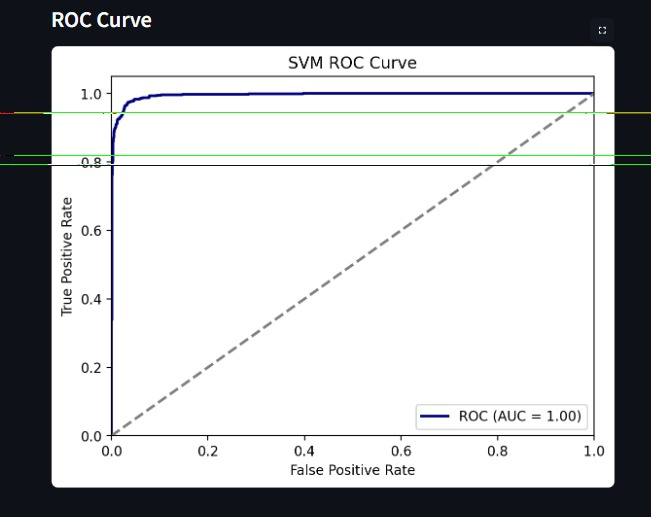 ROC Curve
SVM ROC Curve
1.0
0.8
0.6
0.4
0.2
0.0
True Positive Rate
ROC (AUC = 1.00)
0.0 0.2 0.4 0.6 0.8 1.0
False Positive Rate